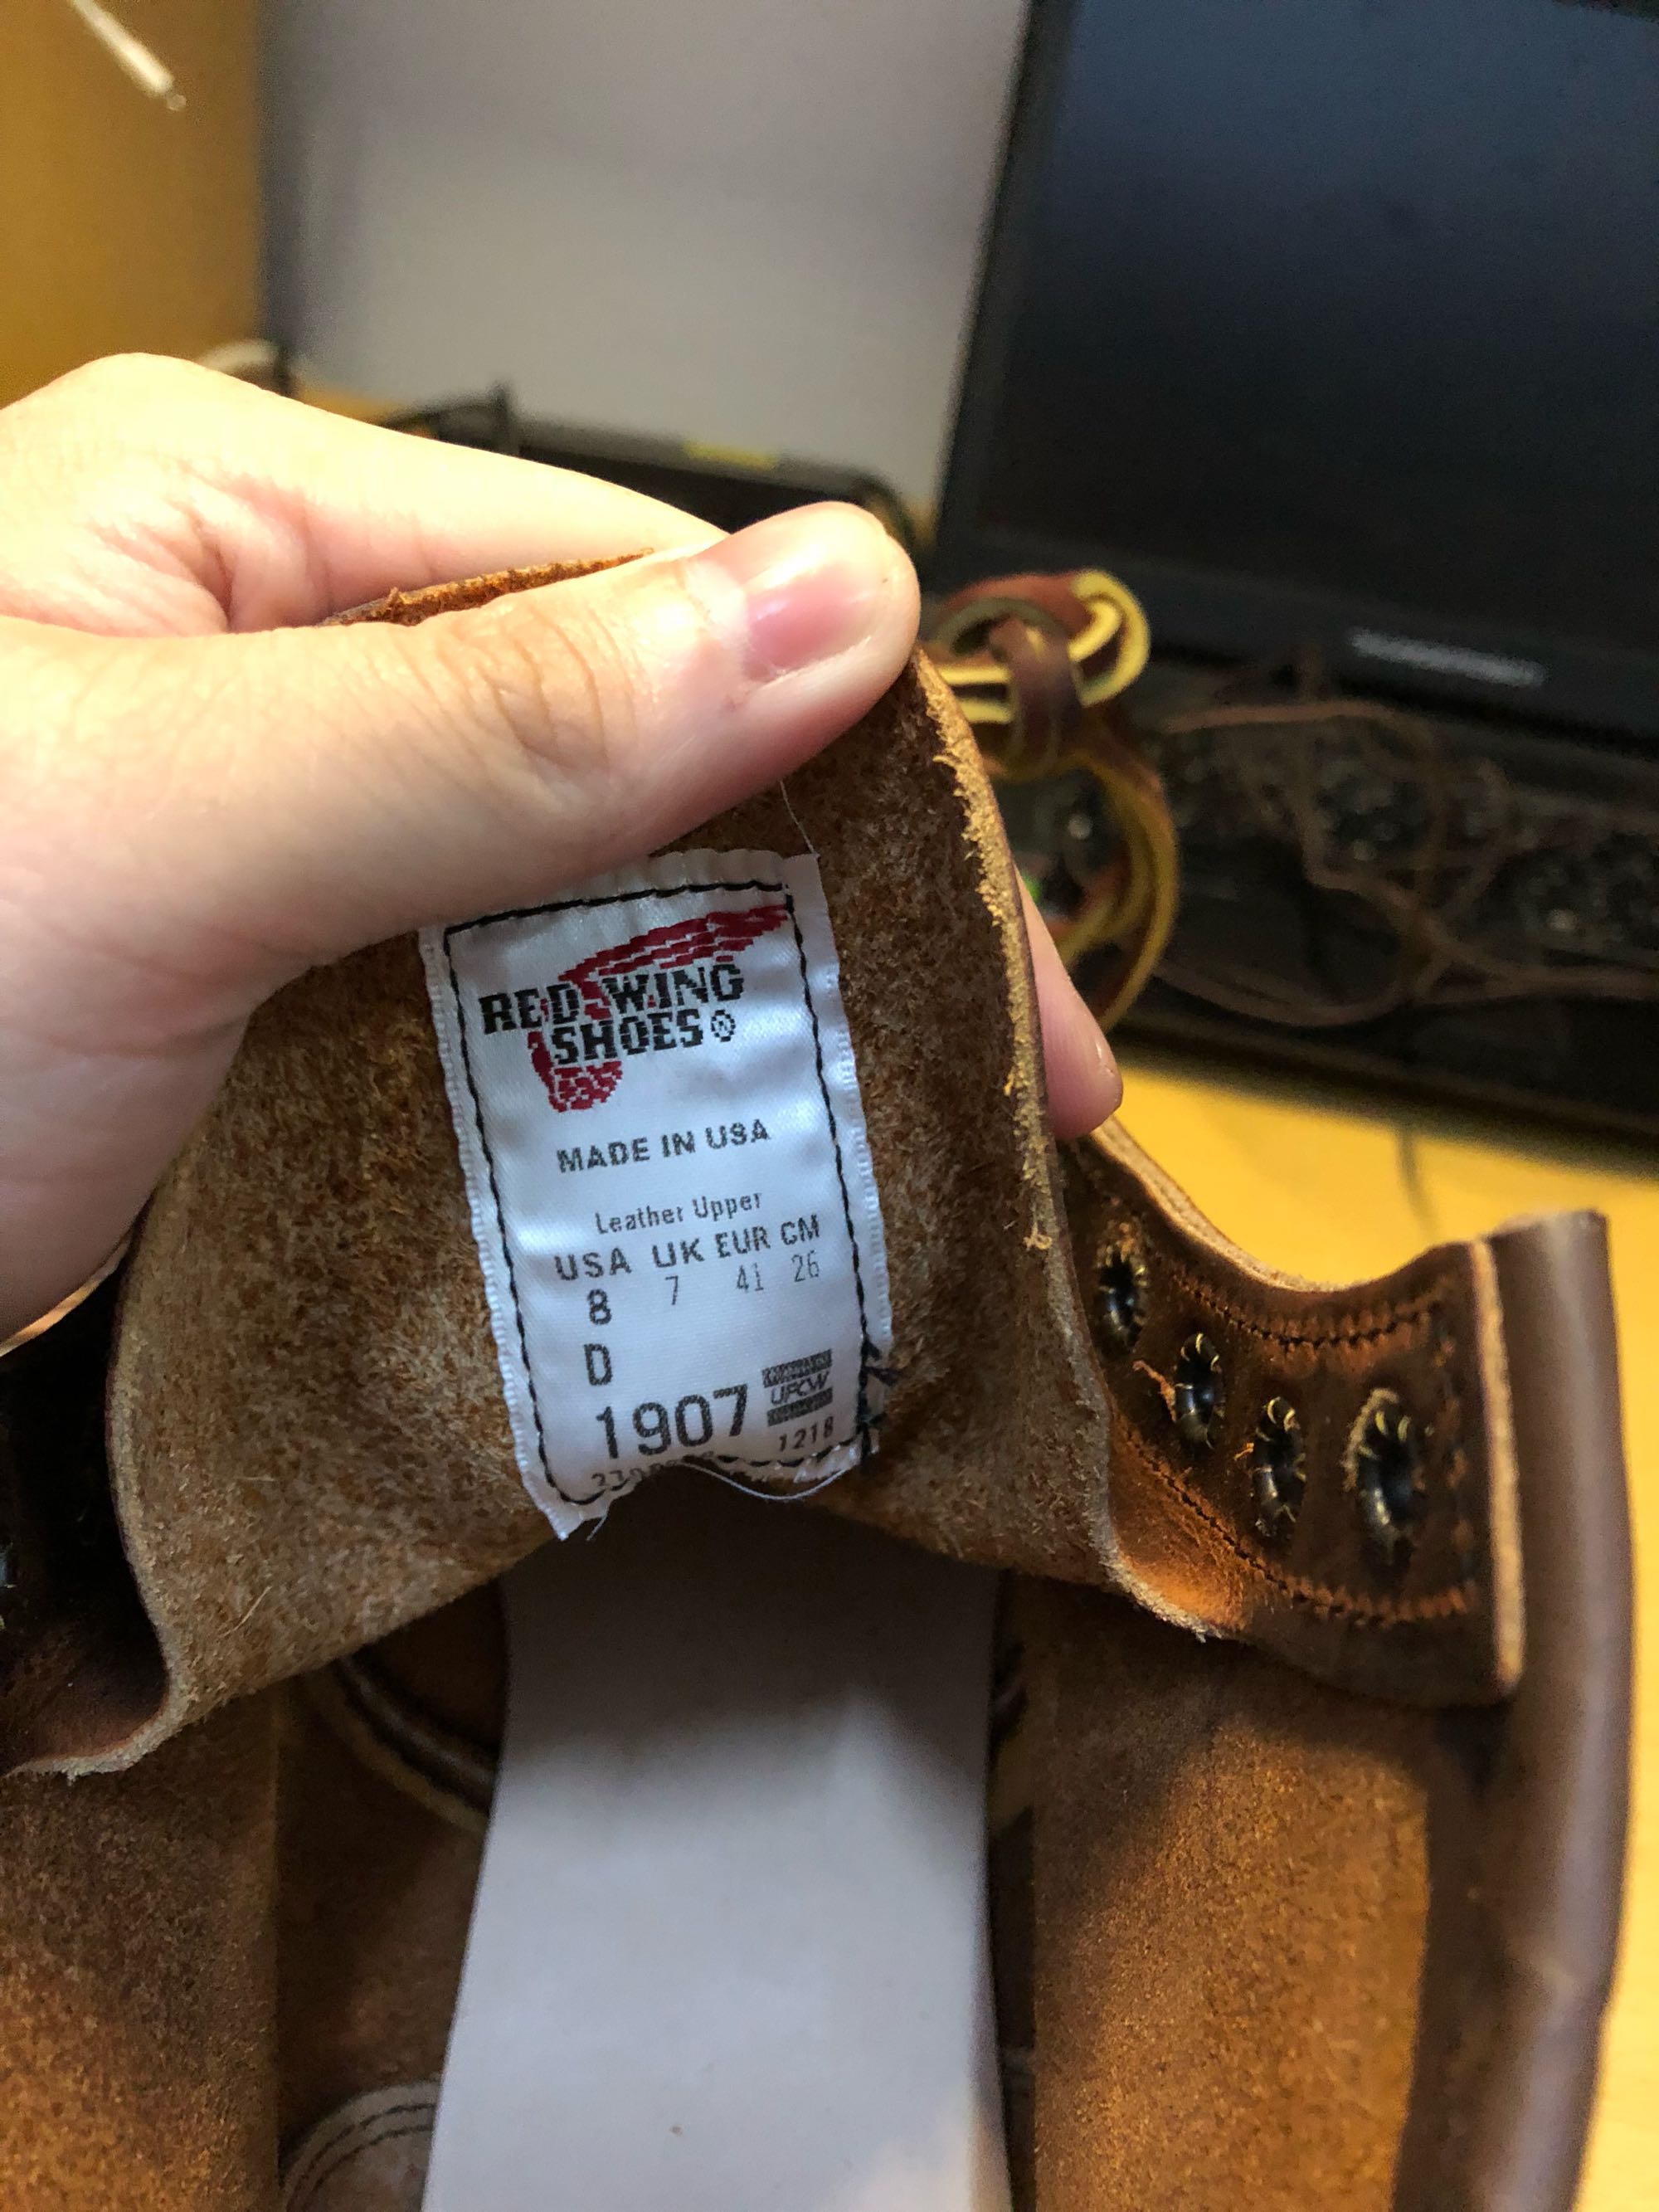 RED WING
SHOES®
MADE IN USA
Leather Upper
USA UK EUR CM
8 7 41 26
D
UFCW
1907
1218